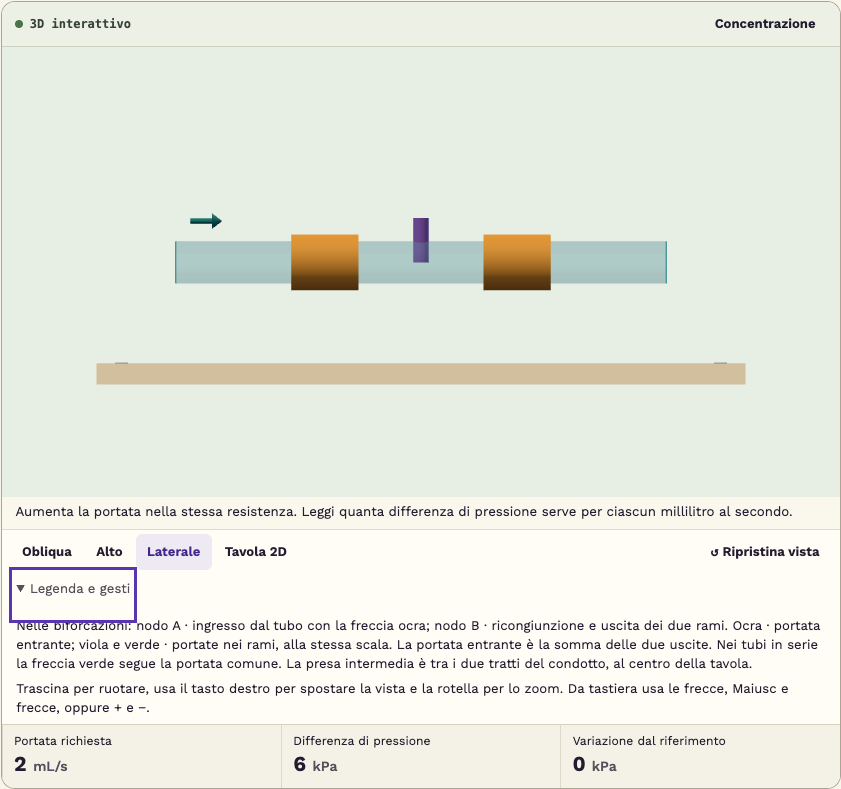 3D interattivo
Concentrazione
Aumenta la portata nella stessa resistenza. Leggi quanta differenza di pressione serve per ciascun millilitro al secondo.
Obliqua
Alto
Laterale
Tavola 2D
↺ Ripristina vista
▼ Legenda e gesti
Nelle biforcazioni: nodo A · ingresso dal tubo con la freccia ocra; nodo B · ricongiunzione e uscita dei due rami. Ocra · portata
entrante; viola e verde · portate nei rami, alla stessa scala. La portata entrante è la somma delle due uscite. Nei tubi in serie
la freccia verde segue la portata comune. La presa intermedia è tra i due tratti del condotto, al centro della tavola.
Trascina per ruotare, usa il tasto destro per spostare la vista e la rotella per lo zoom. Da tastiera usa le frecce, Maiusc e
frecce, oppure + e −.
Portata richiesta
2 mL/s
Differenza di pressione
6 kPa
Variazione dal riferimento
0 kPa